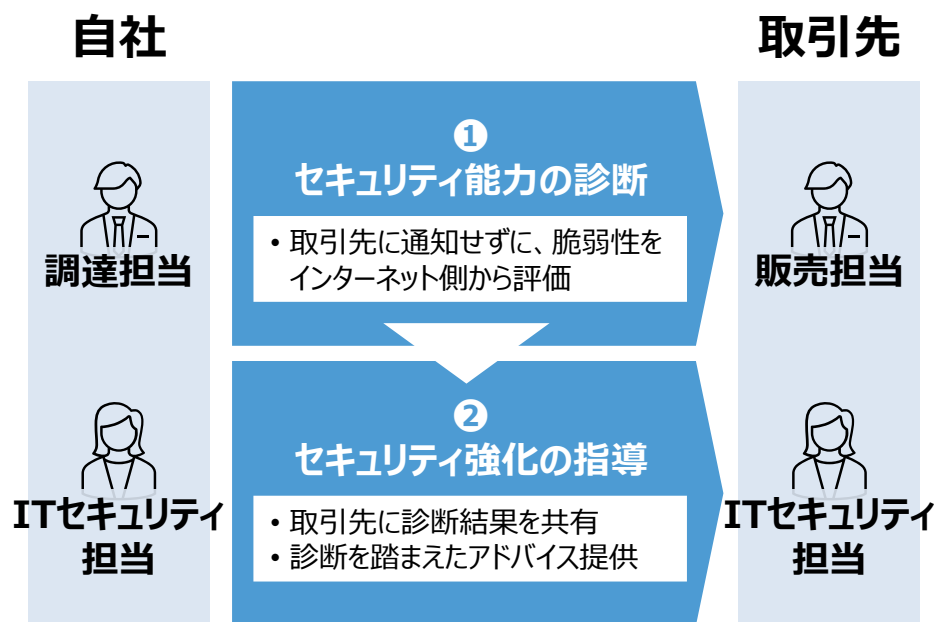 自社
取引先
❶
セキュリティ能力の診断
• 取引先に通知せずに、脆弱性を
インターネット側から評価
調達担当
販売担当
❷
セキュリティ強化の指導
• 取引先に診断結果を共有
• 診断を踏まえたアドバイス提供
ITセキュリティ
担当
ITセキュリティ
担当